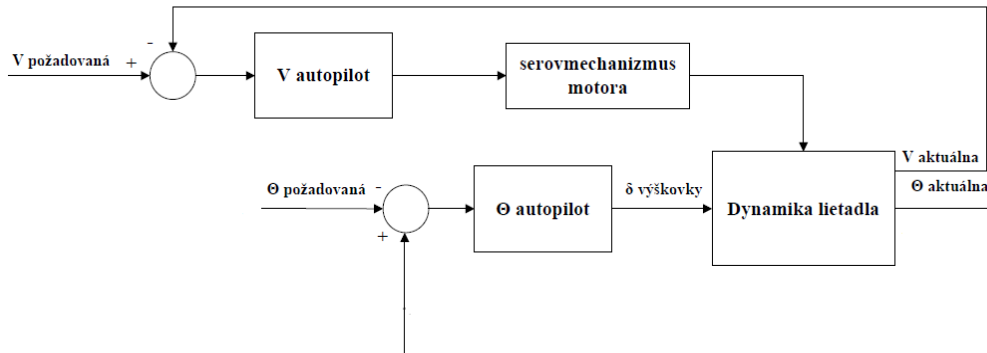 -
V požadovaná +
V autopilot
serovmechanizmus
motora
V aktuálna
Θ požadovaná -
Θ autopilot
δ výškovky
Dynamika lietadla
Θ aktuálna
+